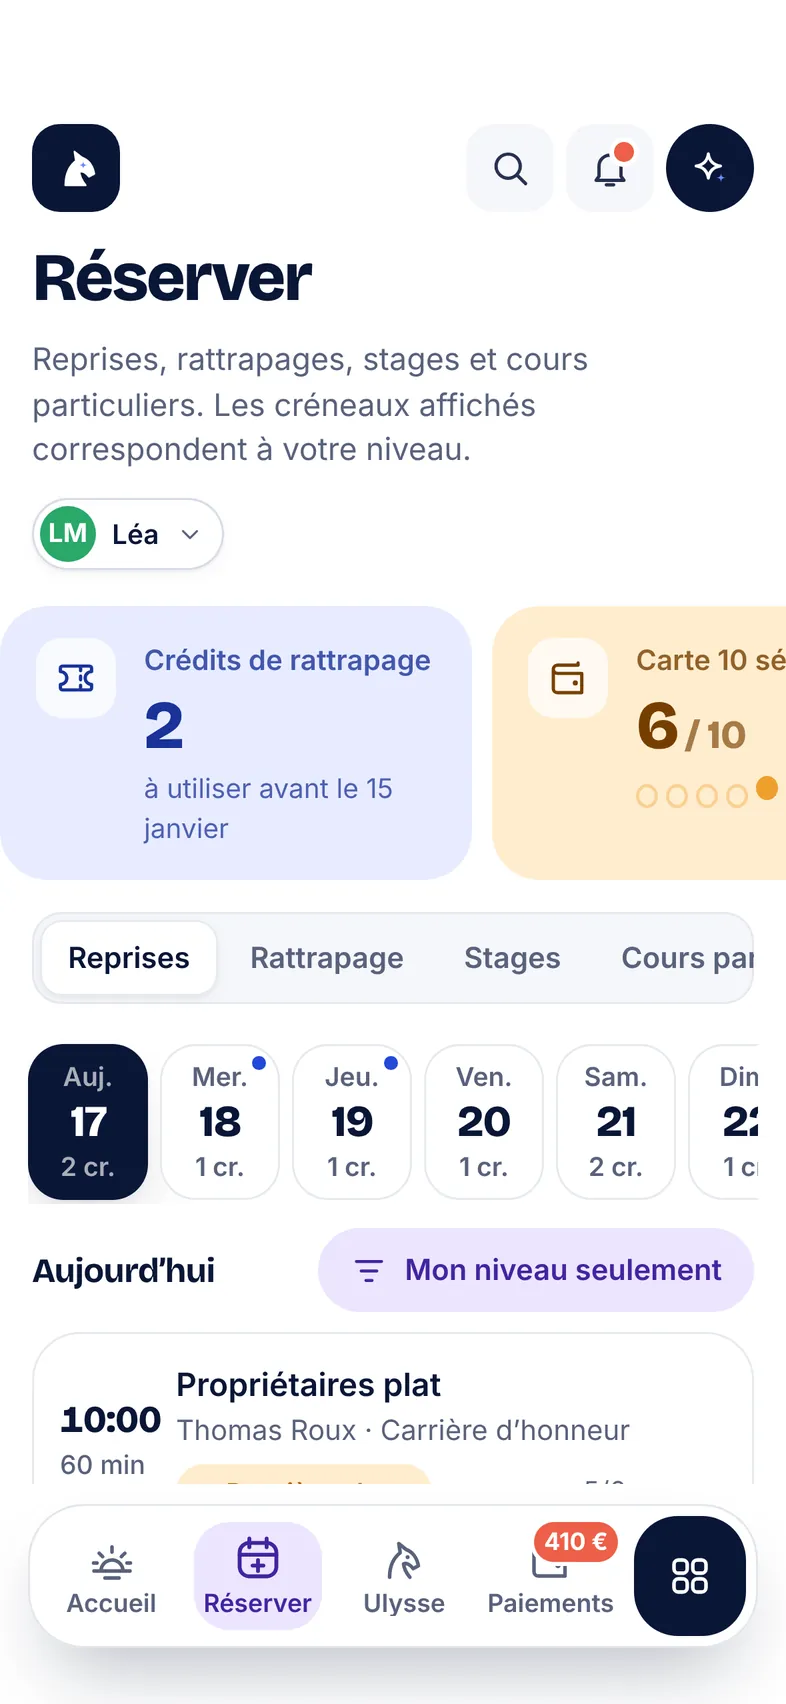 Réserver
Reprises, rattrapages, stages et cours
particuliers. Les créneaux affichés
correspondent à votre niveau.
LM Léa
Crédits de rattrapage
2
à utiliser avant le 15
janvier
Carte 10 sé
6 / 10
Reprises Rattrapage Stages Cours par
Auj. Mer. Jeu. Ven. Sam. Dim
17 18 19 20 21 22
2 cr. 1 cr. 1 cr. 1 cr. 2 cr. 1 cr
Aujourd’hui Mon niveau seulement
Propriétaires plat
10:00
Thomas Roux · Carrière d’honneur
60 min
410 €
Accueil Réserver Ulysse Paiements